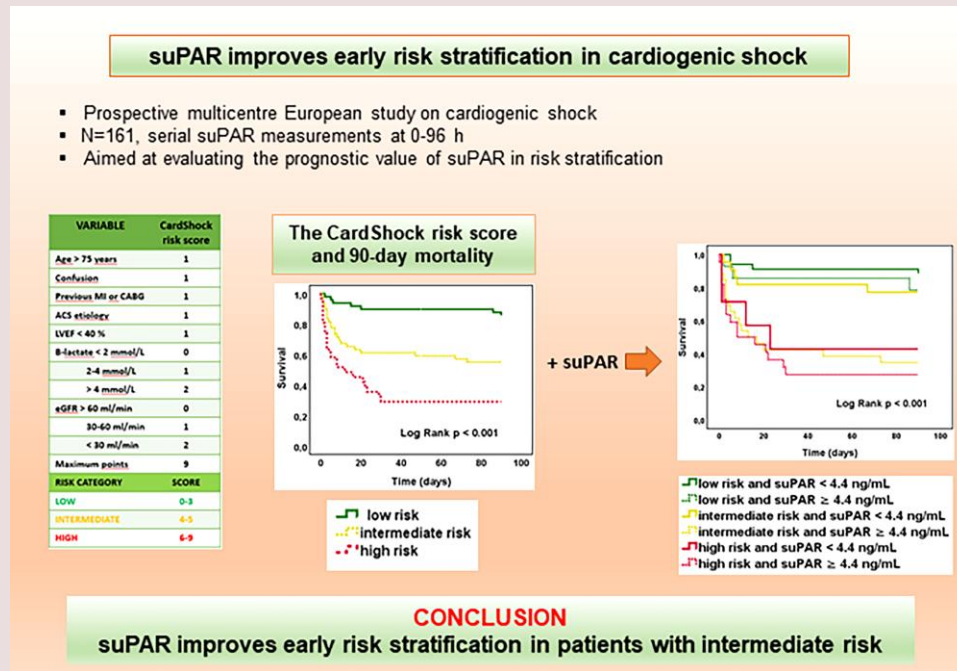 suPAR improves early risk stratification in cardiogenic shock
▪ Prospective multicentre European study on cardiogenic shock
▪ N=161, serial suPAR measurements at 0-96 h
▪ Aimed at evaluating the prognostic value of suPAR in risk stratification
VARIABLE CardShock
risk score
Age > 75 years 1
Confusion 1
Previous MI or CABG 1
ACS etiology 1
LVEF < 40 % 1
B-lactate < 2 mmol/L 0
2-4 mmol/L 1
> 4 mmol/L 2
eGFR > 60 ml/min 0
30-60 ml/min 1
< 30 ml/min 2
Maximum points 9
RISK CATEGORY SCORE
LOW 0-3
INTERMEDIATE 4-5
HIGH 6-9
The CardShock risk score
and 90-day mortality
Survival
1,0
0,8
0,6
0,4
0,2
0,0
Log Rank p < 0.001
0 20 40 60 80 100
Time (days)
low risk
intermediate risk
high risk
+ suPAR
Survival
1,0
0,8
0,6
0,4
0,2
0,0
Log Rank p < 0.001
0 20 40 60 80 100
Time (days)
low risk and suPAR < 4.4 ng/mL
low risk and suPAR ≥ 4.4 ng/mL
intermediate risk and suPAR < 4.4 ng/mL
intermediate risk and suPAR ≥ 4.4 ng/mL
high risk and suPAR < 4.4 ng/mL
high risk and suPAR ≥ 4.4 ng/mL
CONCLUSION
suPAR improves early risk stratification in patients with intermediate risk